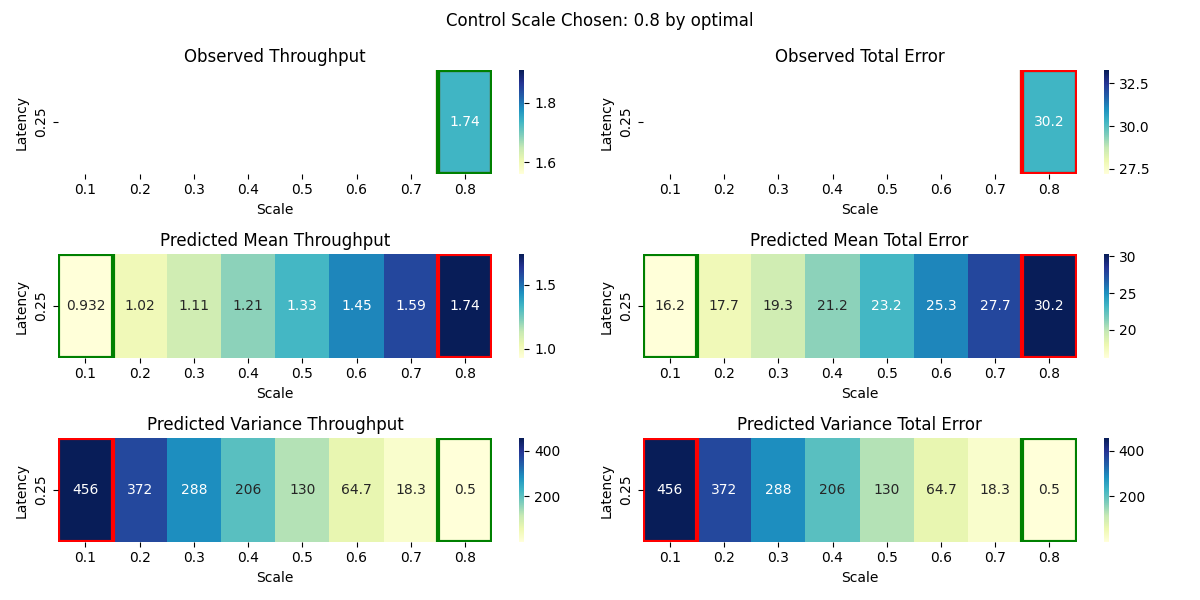 Control Scale Chosen: 0.8 by optimal
Observed Throughput
Latency
0.25
1.74
0.1 0.2 0.3 0.4 0.5 0.6 0.7 0.8
Scale
1.8
1.6
Observed Total Error
Latency
0.25
30.2
0.1 0.2 0.3 0.4 0.5 0.6 0.7 0.8
Scale
32.5
30.0
27.5
Predicted Mean Throughput
Latency
0.25
0.932 1.02 1.11 1.21 1.33 1.45 1.59 1.74
0.1 0.2 0.3 0.4 0.5 0.6 0.7 0.8
Scale
1.5
1.0
Predicted Mean Total Error
Latency
0.25
16.2 17.7 19.3 21.2 23.2 25.3 27.7 30.2
0.1 0.2 0.3 0.4 0.5 0.6 0.7 0.8
Scale
30
25
20
Predicted Variance Throughput
Latency
0.25
456 372 288 206 130 64.7 18.3 0.5
0.1 0.2 0.3 0.4 0.5 0.6 0.7 0.8
Scale
400
200
Predicted Variance Total Error
Latency
0.25
456 372 288 206 130 64.7 18.3 0.5
0.1 0.2 0.3 0.4 0.5 0.6 0.7 0.8
Scale
400
200